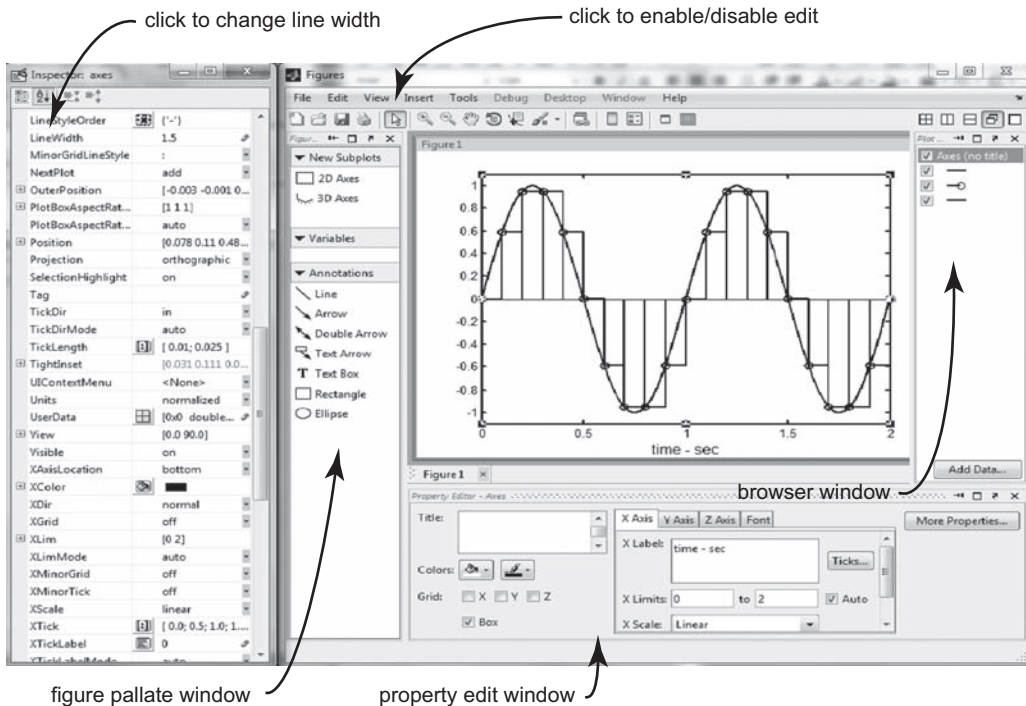 click to change line width
click to enable/disable edit
Inspector: axes
LineStyleOrder {'-'}
LineWidth 1.5
MinorGridLineStyle :
NextPlot add
OuterPosition [-0.003 -0.001 0...
PlotBoxAspectRat... [1 1 1]
PlotBoxAspectRat... auto
Position [0.078 0.11 0.48...
Projection orthographic
SelectionHighlight on
Tag
TickDir in
TickDirMode auto
TickLength [ 0.01; 0.025 ]
TightInset [0.031 0.111 0.0...
UIContextMenu <None>
Units normalized
UserData [0x0 double...
View [0.0 90.0]
Visible on
XAxisLocation bottom
XColor
XDir normal
XGrid off
XLim [0 2]
XLimMode auto
XMinorGrid off
XMinorTick off
XScale linear
XTick [ 0.0; 0.5; 1.0; 1....
XTickLabel 0
XTickLabelMode auto
Figures
File Edit View Insert Tools Debug Desktop Window Help
Figur...
New Subplots
2D Axes
3D Axes
Variables
Annotations
Line
Arrow
Double Arrow
Text Arrow
T Text Box
Rectangle
Ellipse
Figure 1
1
0.8
0.6
0.4
0.2
0
-0.2
-0.4
-0.6
-0.8
-1
0 0.5 1 1.5 2
time - sec
Plot ...
Axes (no title)
Add Data...
browser window
Figure 1
Property Editor - Axes
Title:
Colors:
Grid: X Y Z
Box
X Axis Y Axis Z Axis Font
X Label: time - sec
Ticks...
X Limits: 0 to 2 Auto
X Scale: Linear
More Properties...
figure pallate window
property edit window